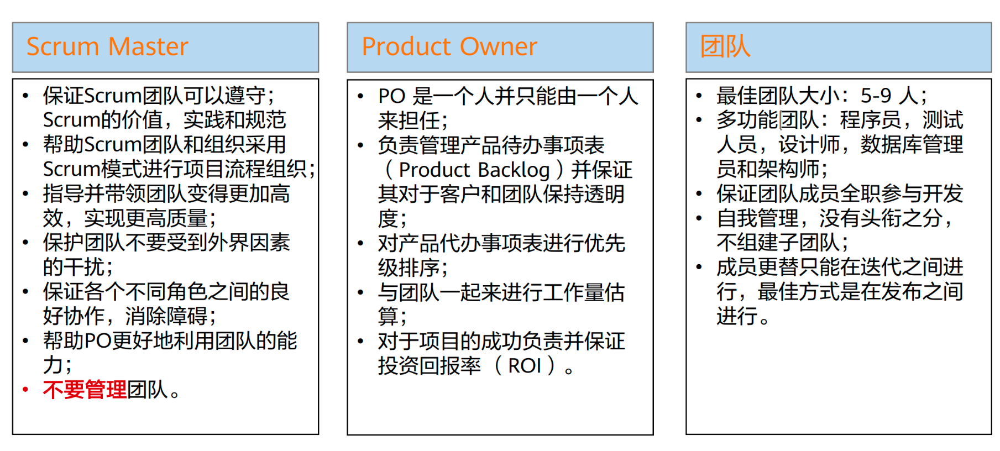 Scrum Master
• 保证Scrum团队可以遵守；
Scrum的价值，实践和规范
• 帮助Scrum团队和组织采用
Scrum模式进行项目流程组织；
• 指导并带领团队变得更加高
效，实现更高质量；
• 保护团队不要受到外界因素
的干扰；
• 保证各个不同角色之间的良
好协作，消除障碍；
• 帮助PO更好地利用团队的能
力；
• 不要管理团队。
Product Owner
• PO 是一个人并只能由一个人
来担任；
• 负责管理产品待办事项表
（Product Backlog）并保证
其对于客户和团队保持透明
度；
• 对产品代办事项表进行优先
级排序；
• 与团队一起来进行工作量估
算；
• 对于项目的成功负责并保证
投资回报率（ROI）。
团队
• 最佳团队大小：5-9 人；
• 多功能团队：程序员，测试
人员，设计师，数据库管理
员和架构师；
• 保证团队成员全职参与开发
• 自我管理，没有头衔之分，
不组建子团队；
• 成员更替只能在迭代之间进
行，最佳方式是在发布之间
进行。